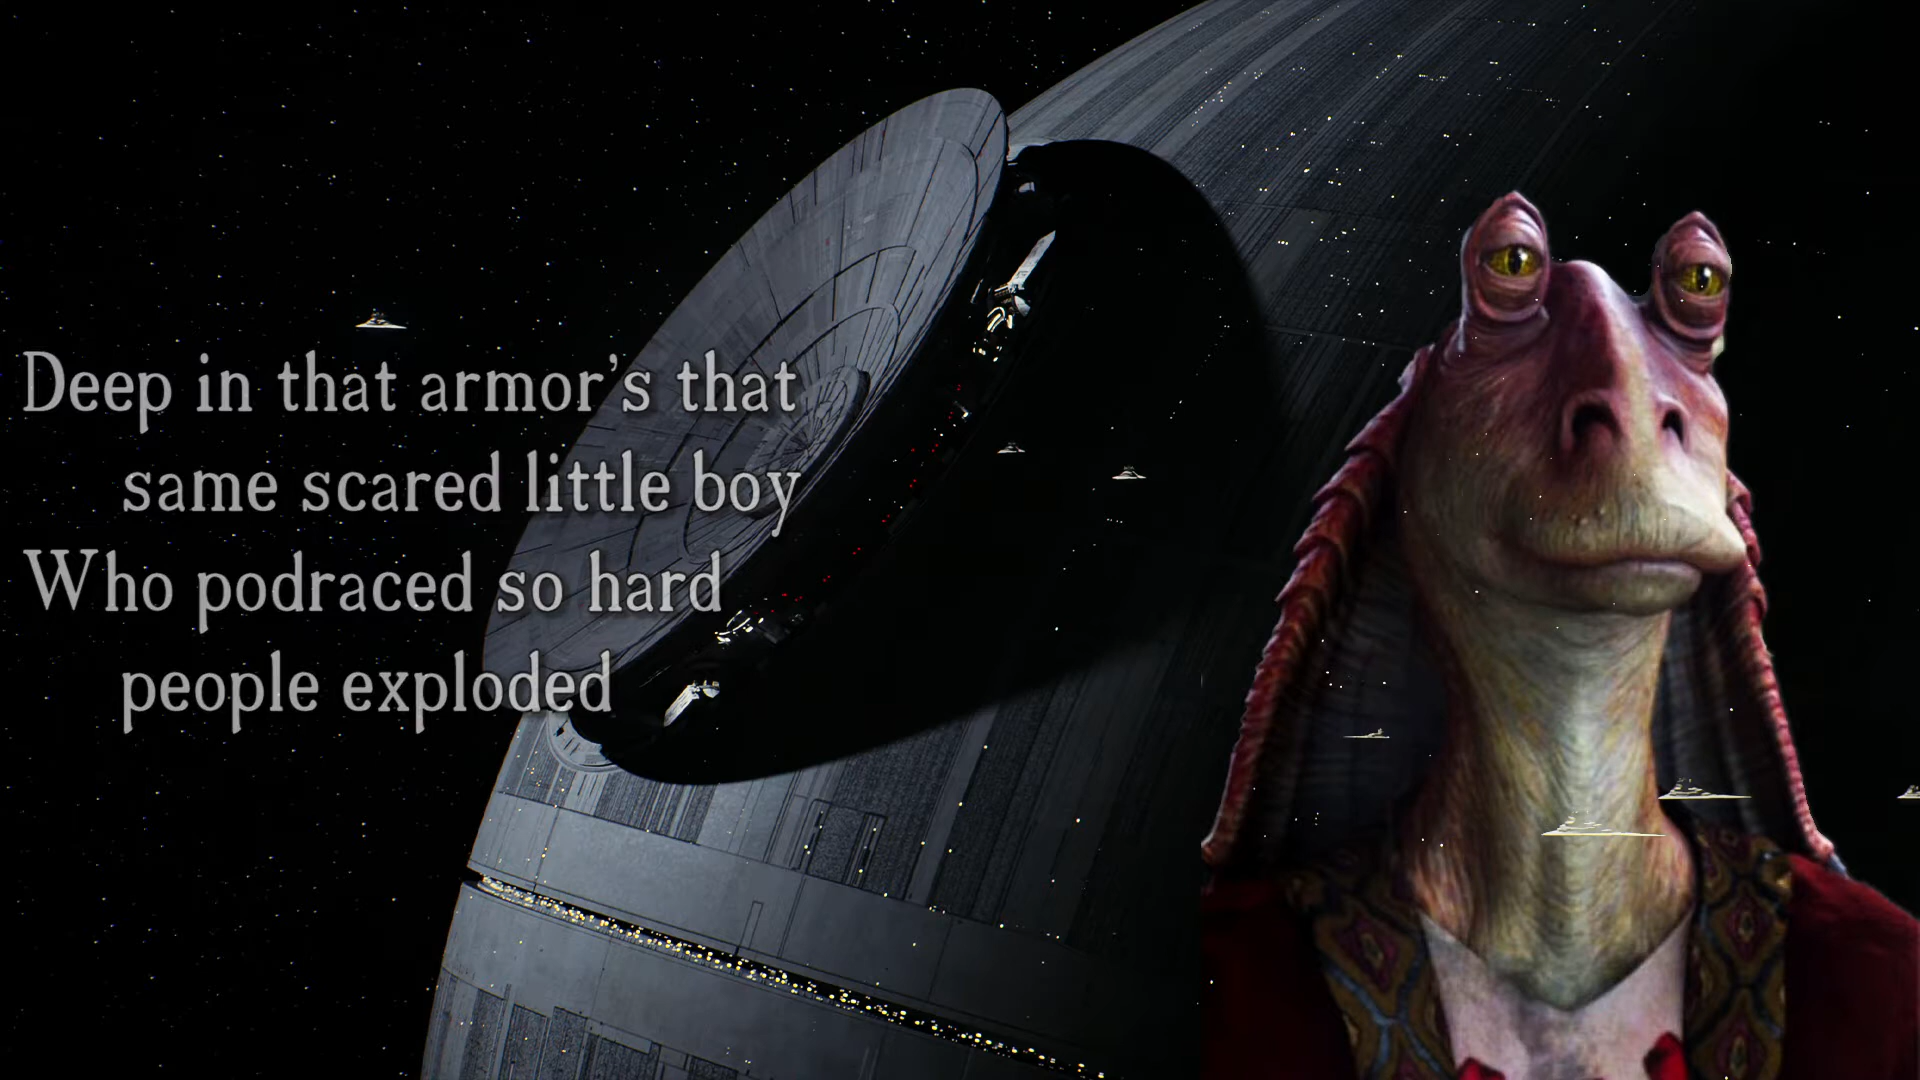 Deep in that armor’s that
same scared little boy
Who podraced so hard
people exploded